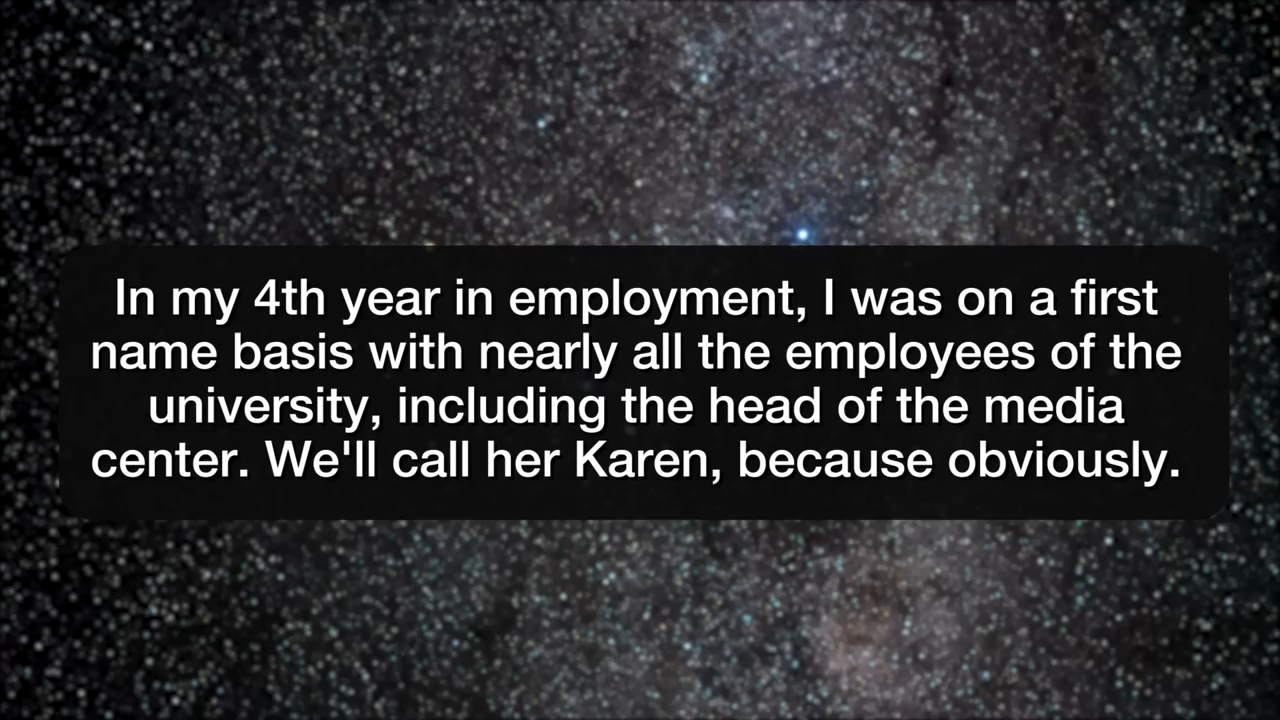 In my 4th year in employment, I was on a first
name basis with nearly all the employees of the
university, including the head of the media
center. We'll call her Karen, because obviously.